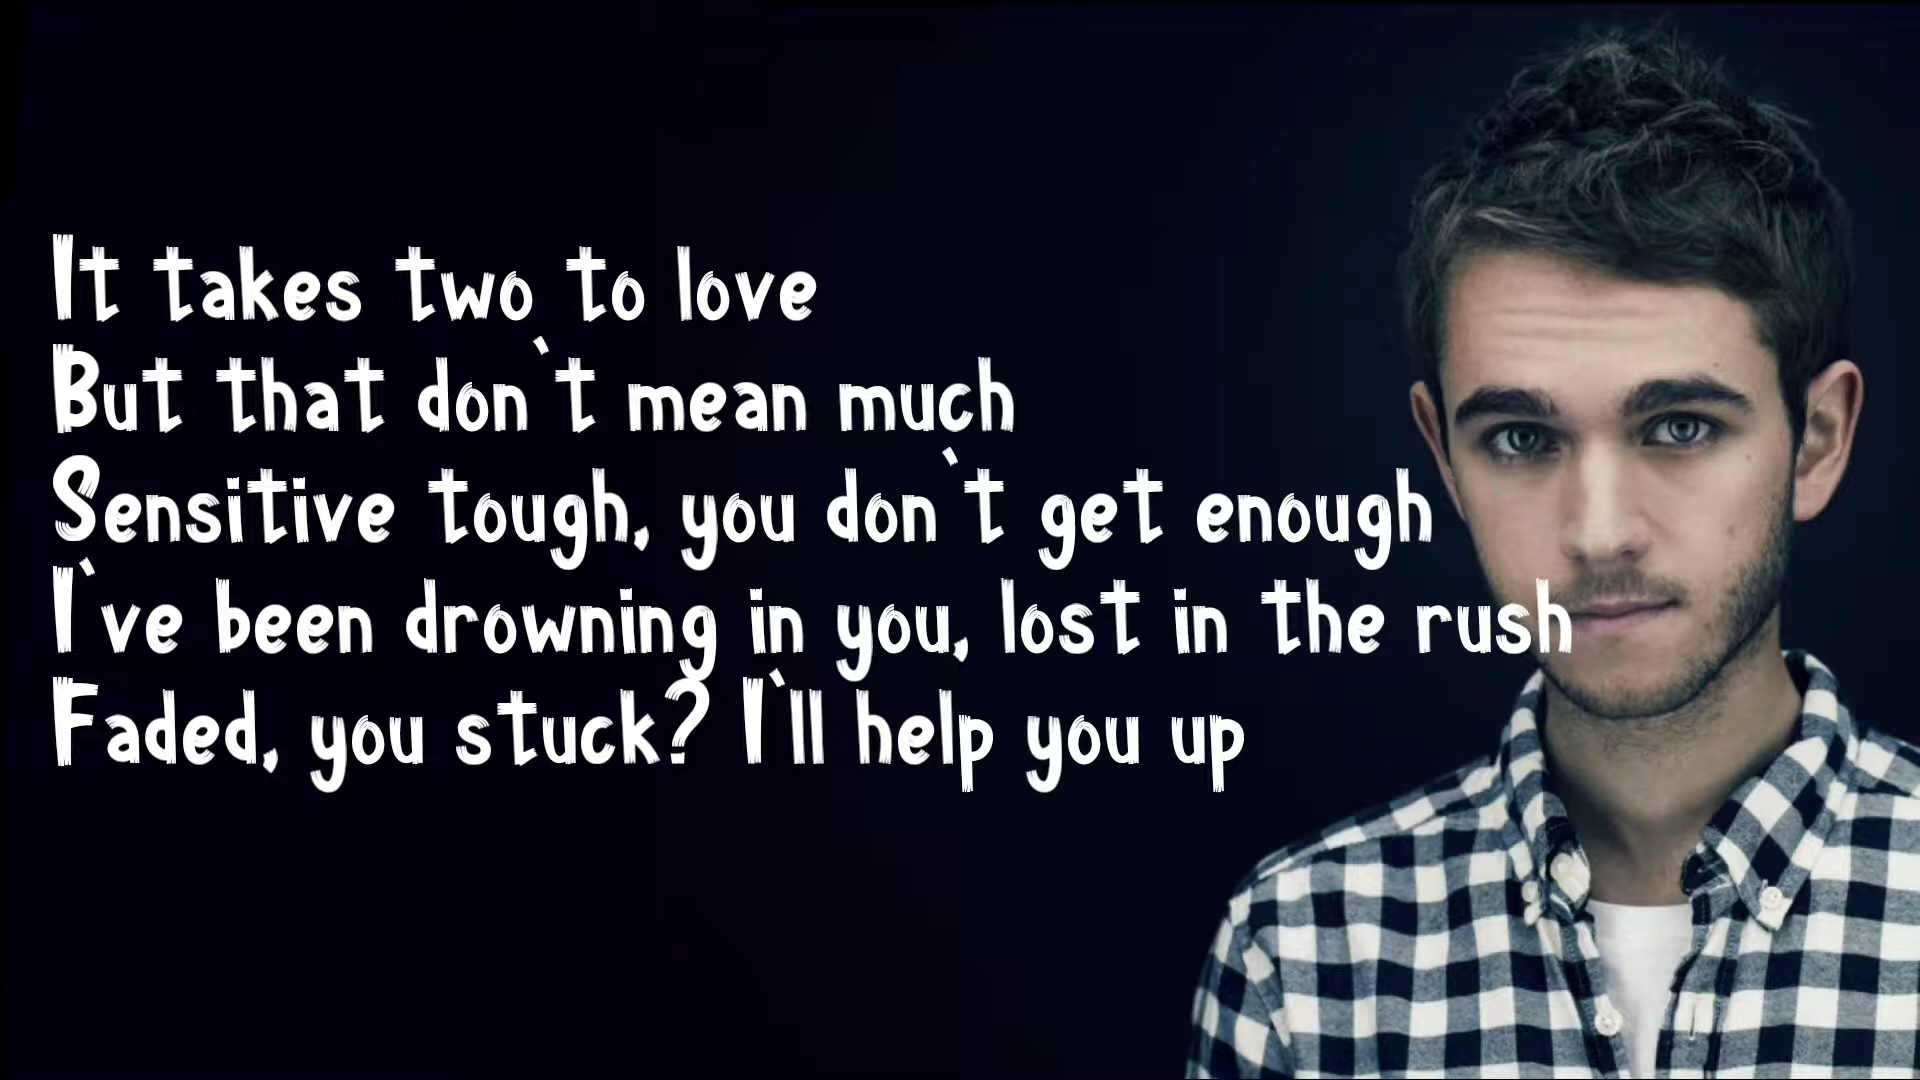 It takes two to love
But that don`t mean much
Sensitive tough, you don`t get enough
I`ve been drowning in you, lost in the rush
Faded, you stuck? I`ll help you up